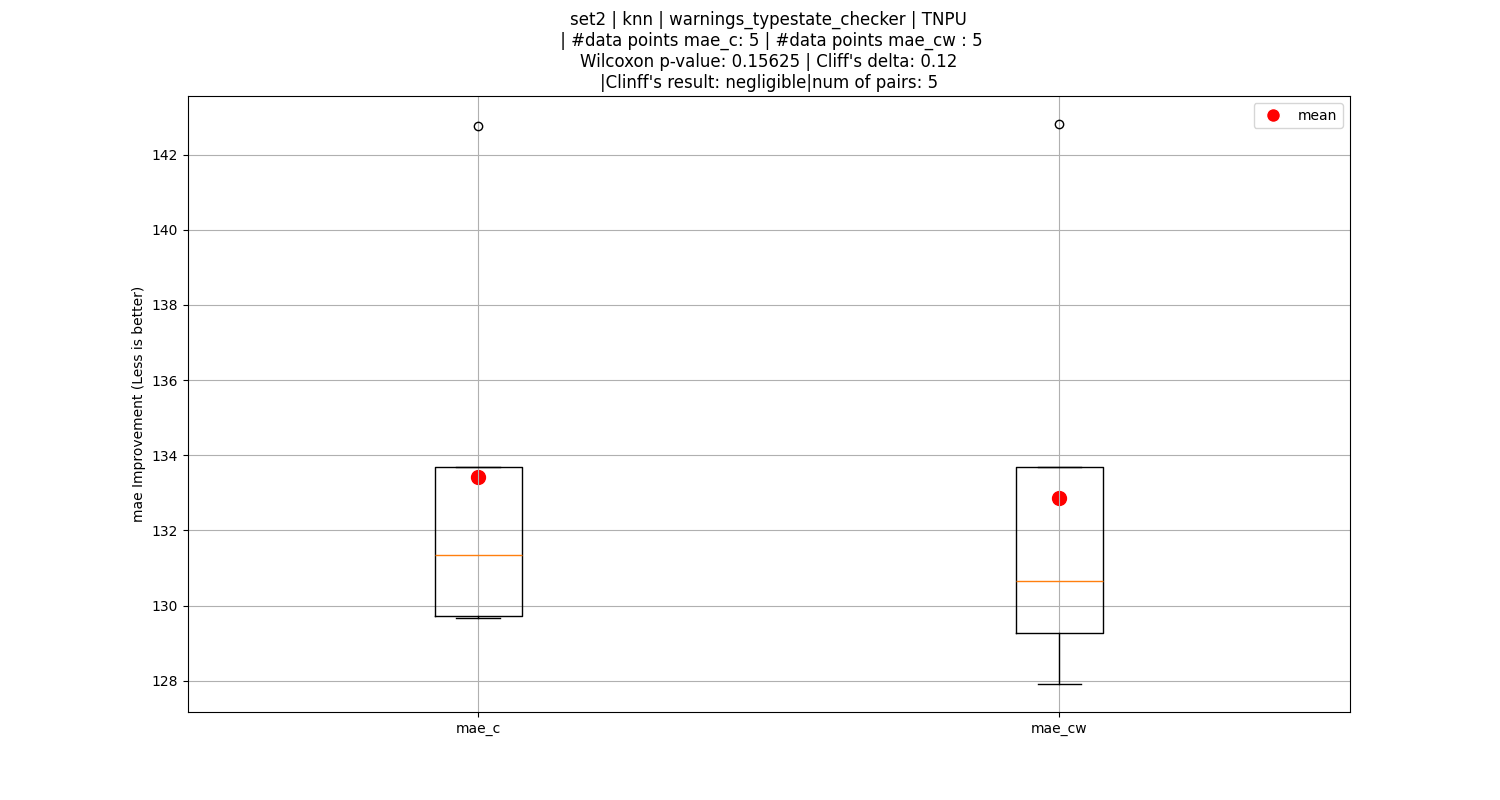 set2 | knn | warnings_typestate_checker | TNPU
| #data points mae_c: 5 | #data points mae_cw : 5
Wilcoxon p-value: 0.15625 | Cliff's delta: 0.12
|Clinff's result: negligible|num of pairs: 5
mean
142
140
138
136
134
132
130
128
mae Improvement (Less is better)
mae_c
mae_cw